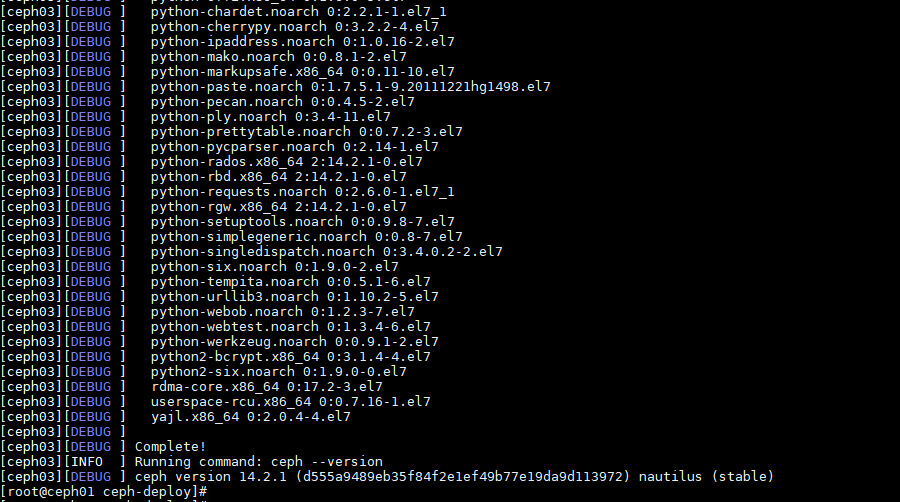 [ceph03][DEBUG ]   python-chardet.noarch 0:2.2.1-1.el7_1
[ceph03][DEBUG ]   python-cherrypy.noarch 0:3.2.2-4.el7
[ceph03][DEBUG ]   python-ipaddress.noarch 0:1.0.16-2.el7
[ceph03][DEBUG ]   python-mako.noarch 0:0.8.1-2.el7
[ceph03][DEBUG ]   python-markupsafe.x86_64 0:0.11-10.el7
[ceph03][DEBUG ]   python-paste.noarch 0:1.7.5.1-9.20111221hg1498.el7
[ceph03][DEBUG ]   python-pecan.noarch 0:0.4.5-2.el7
[ceph03][DEBUG ]   python-ply.noarch 0:3.4-11.el7
[ceph03][DEBUG ]   python-prettytable.noarch 0:0.7.2-3.el7
[ceph03][DEBUG ]   python-pycparser.noarch 0:2.14-1.el7
[ceph03][DEBUG ]   python-rados.x86_64 2:14.2.1-0.el7
[ceph03][DEBUG ]   python-rbd.x86_64 2:14.2.1-0.el7
[ceph03][DEBUG ]   python-requests.noarch 0:2.6.0-1.el7_1
[ceph03][DEBUG ]   python-rgw.x86_64 2:14.2.1-0.el7
[ceph03][DEBUG ]   python-setuptools.noarch 0:0.9.8-7.el7
[ceph03][DEBUG ]   python-simplegeneric.noarch 0:0.8-7.el7
[ceph03][DEBUG ]   python-singledispatch.noarch 0:3.4.0.2-2.el7
[ceph03][DEBUG ]   python-six.noarch 0:1.9.0-2.el7
[ceph03][DEBUG ]   python-tempita.noarch 0:0.5.1-6.el7
[ceph03][DEBUG ]   python-urllib3.noarch 0:1.10.2-5.el7
[ceph03][DEBUG ]   python-webob.noarch 0:1.2.3-7.el7
[ceph03][DEBUG ]   python-webtest.noarch 0:1.3.4-6.el7
[ceph03][DEBUG ]   python-werkzeug.noarch 0:0.9.1-2.el7
[ceph03][DEBUG ]   python2-bcrypt.x86_64 0:3.1.4-4.el7
[ceph03][DEBUG ]   python2-six.noarch 0:1.9.0-0.el7
[ceph03][DEBUG ]   rdma-core.x86_64 0:17.2-3.el7
[ceph03][DEBUG ]   userspace-rcu.x86_64 0:0.7.16-1.el7
[ceph03][DEBUG ]   yajl.x86_64 0:2.0.4-4.el7
[ceph03][DEBUG ]
[ceph03][DEBUG ] Complete!
[ceph03][INFO  ] Running command: ceph --version
[ceph03][DEBUG ] ceph version 14.2.1 (d555a9489eb35f84f2e1ef49b77e19da9d113972) nautilus (stable)
[root@ceph01 ceph-deploy]#